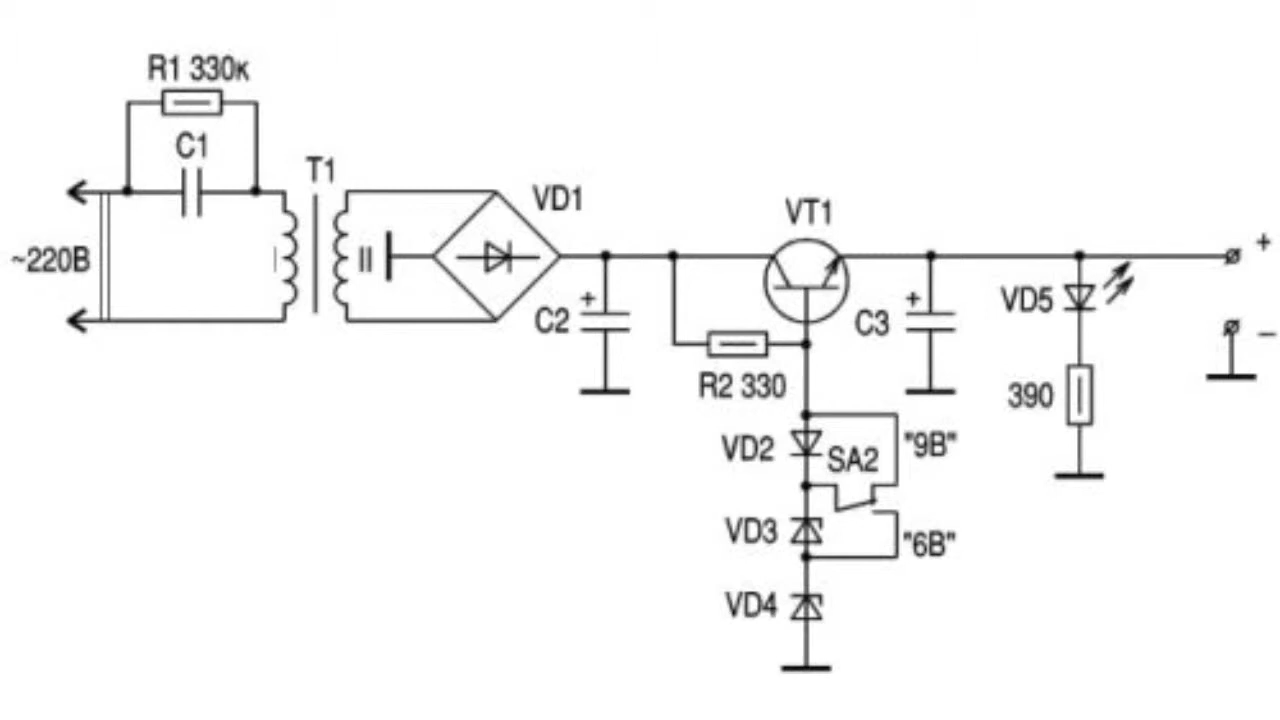 R1 330к
C1
T1
~220В
I
II
VD1
+
C2
R2 330
VT1
+
C3
VD2
SA2
"9В"
VD3
"6В"
VD4
VD5
390
+
–